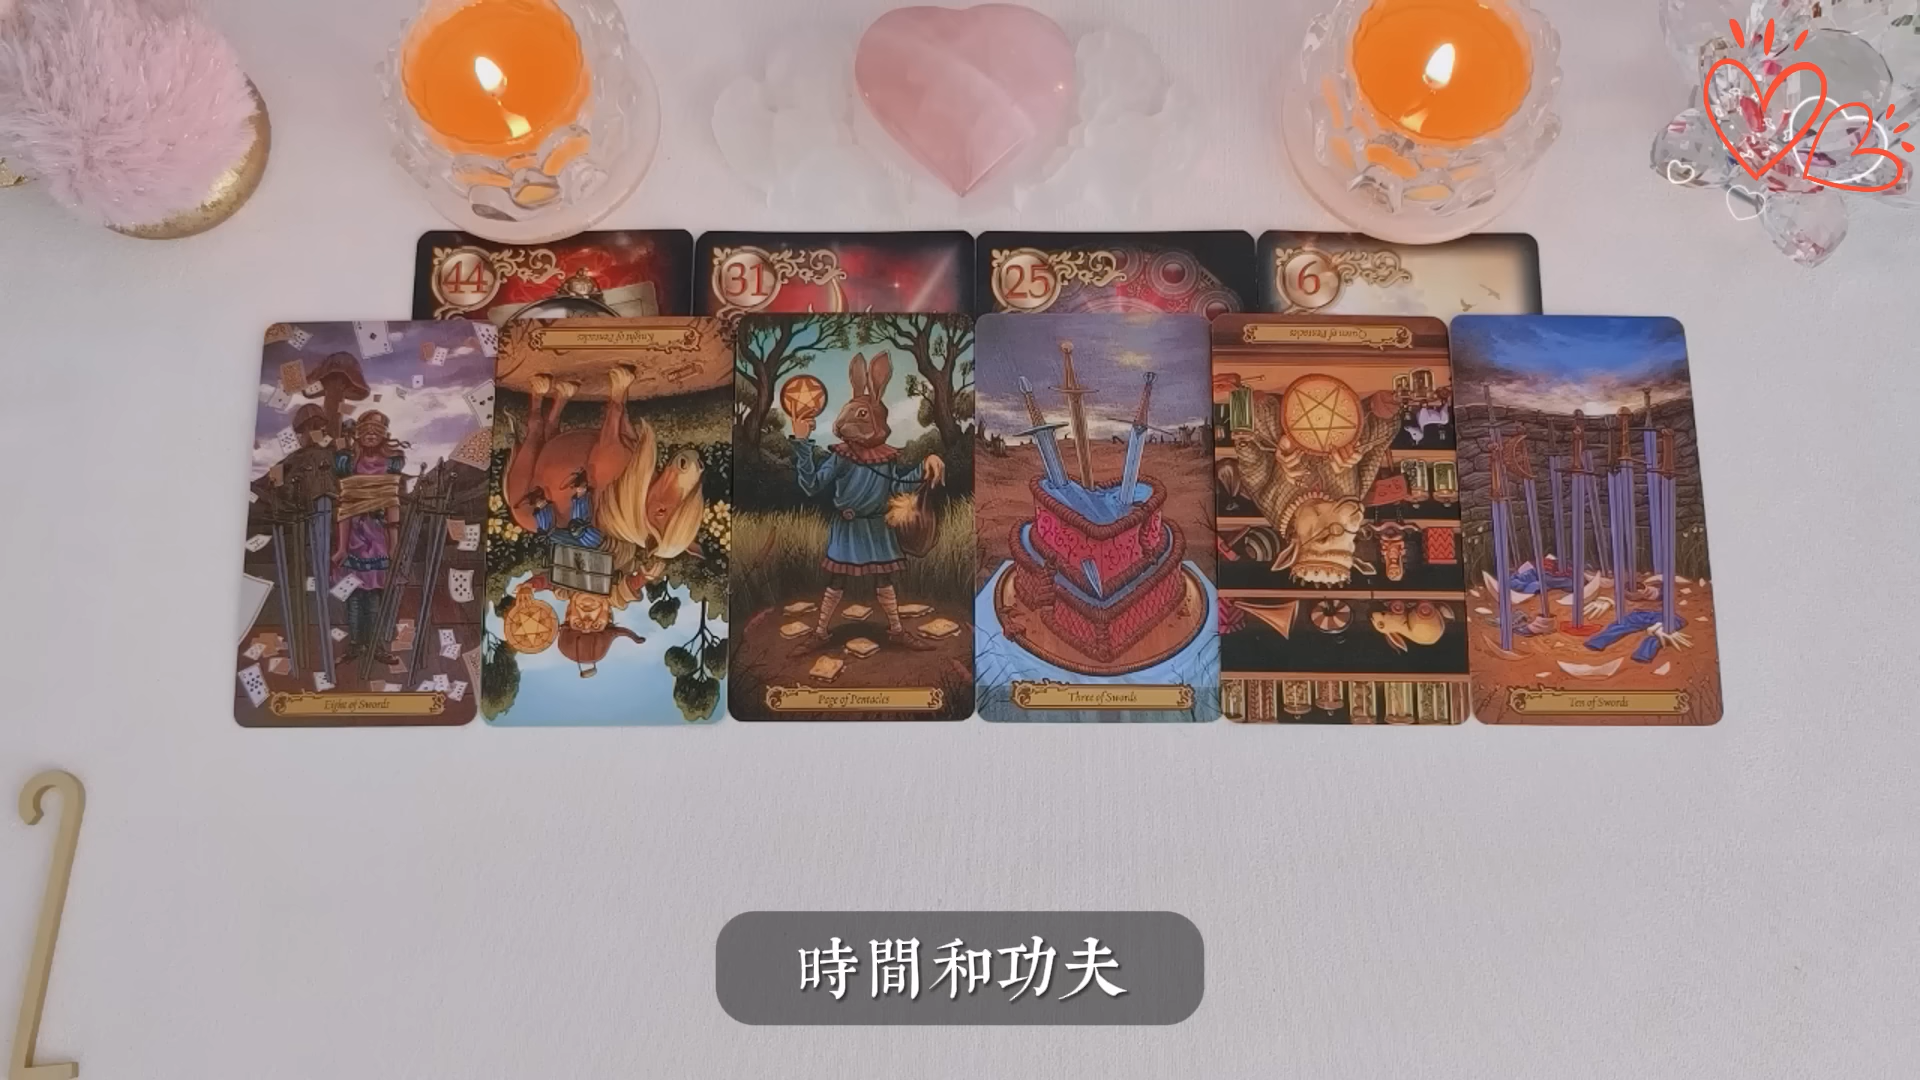 44
31
25
6
Knight of Pentacles
Queen of Pentacles
Eight of Swords
Page of Pentacles
Three of Swords
Ten of Swords
時間和功夫